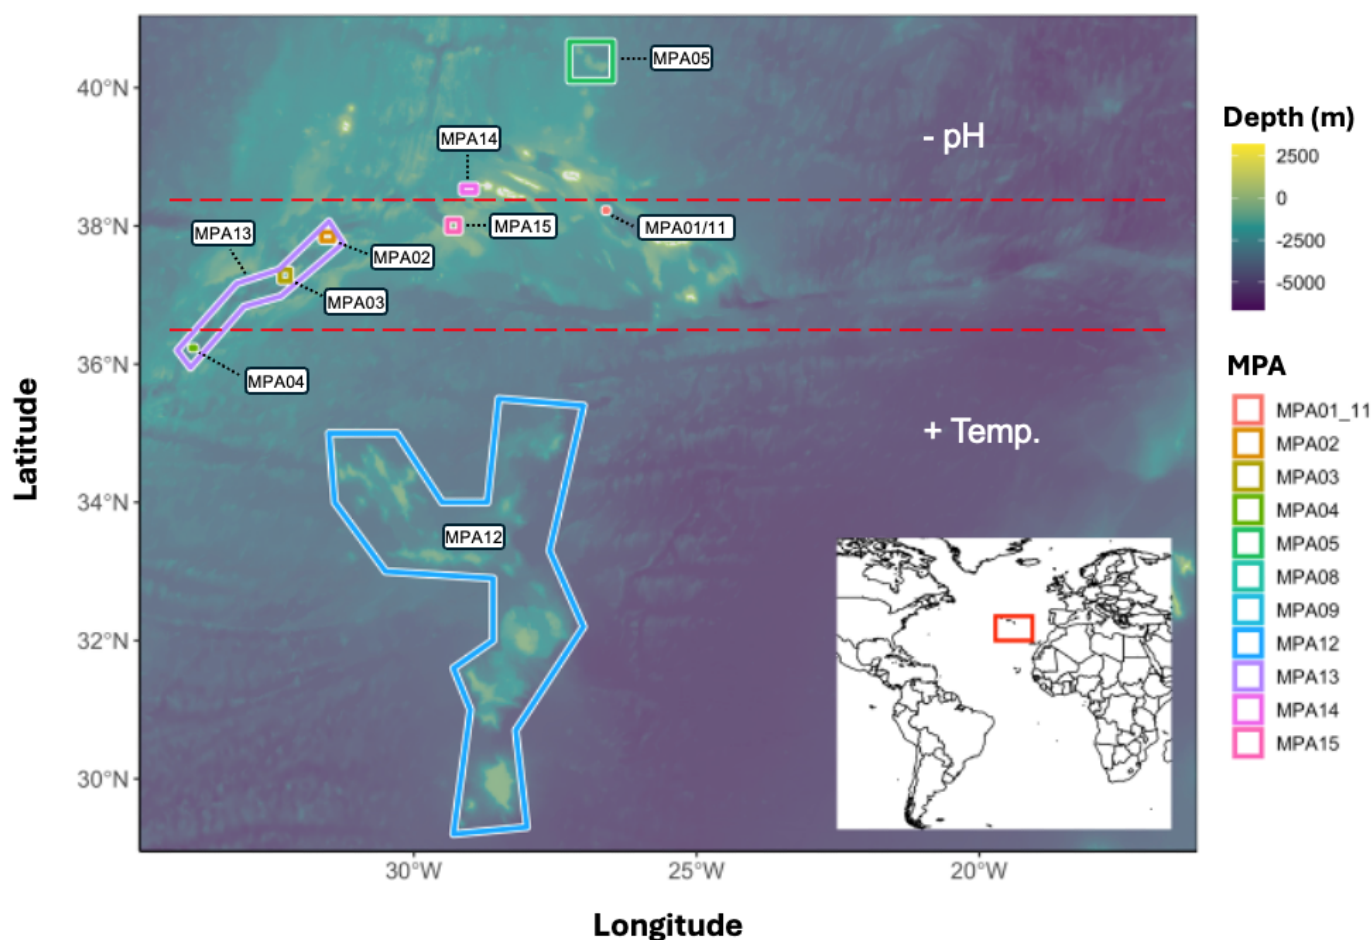 MPA05
40°N
- pH
MPA14
38°N
MPA13
MPA15
MPA01/11
MPA02
MPA03
36°N
MPA04
+ Temp.
34°N
MPA12
32°N
30°N
30°W
25°W
20°W
Latitude
Longitude
Depth (m)
2500
0
-2500
-5000
MPA
MPA01_11
MPA02
MPA03
MPA04
MPA05
MPA08
MPA09
MPA12
MPA13
MPA14
MPA15